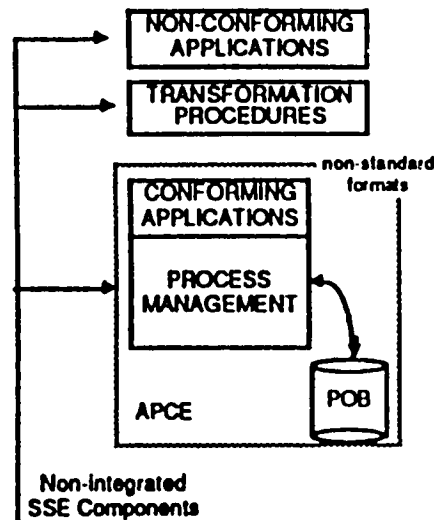 NON-CONFORMING
APPLICATIONS
TRANSFORMATION
PROCEDURES
non-standard
formats
CONFORMING
APPLICATIONS
PROCESS
MANAGEMENT
APCE
POB
Non-integrated
SSE Components